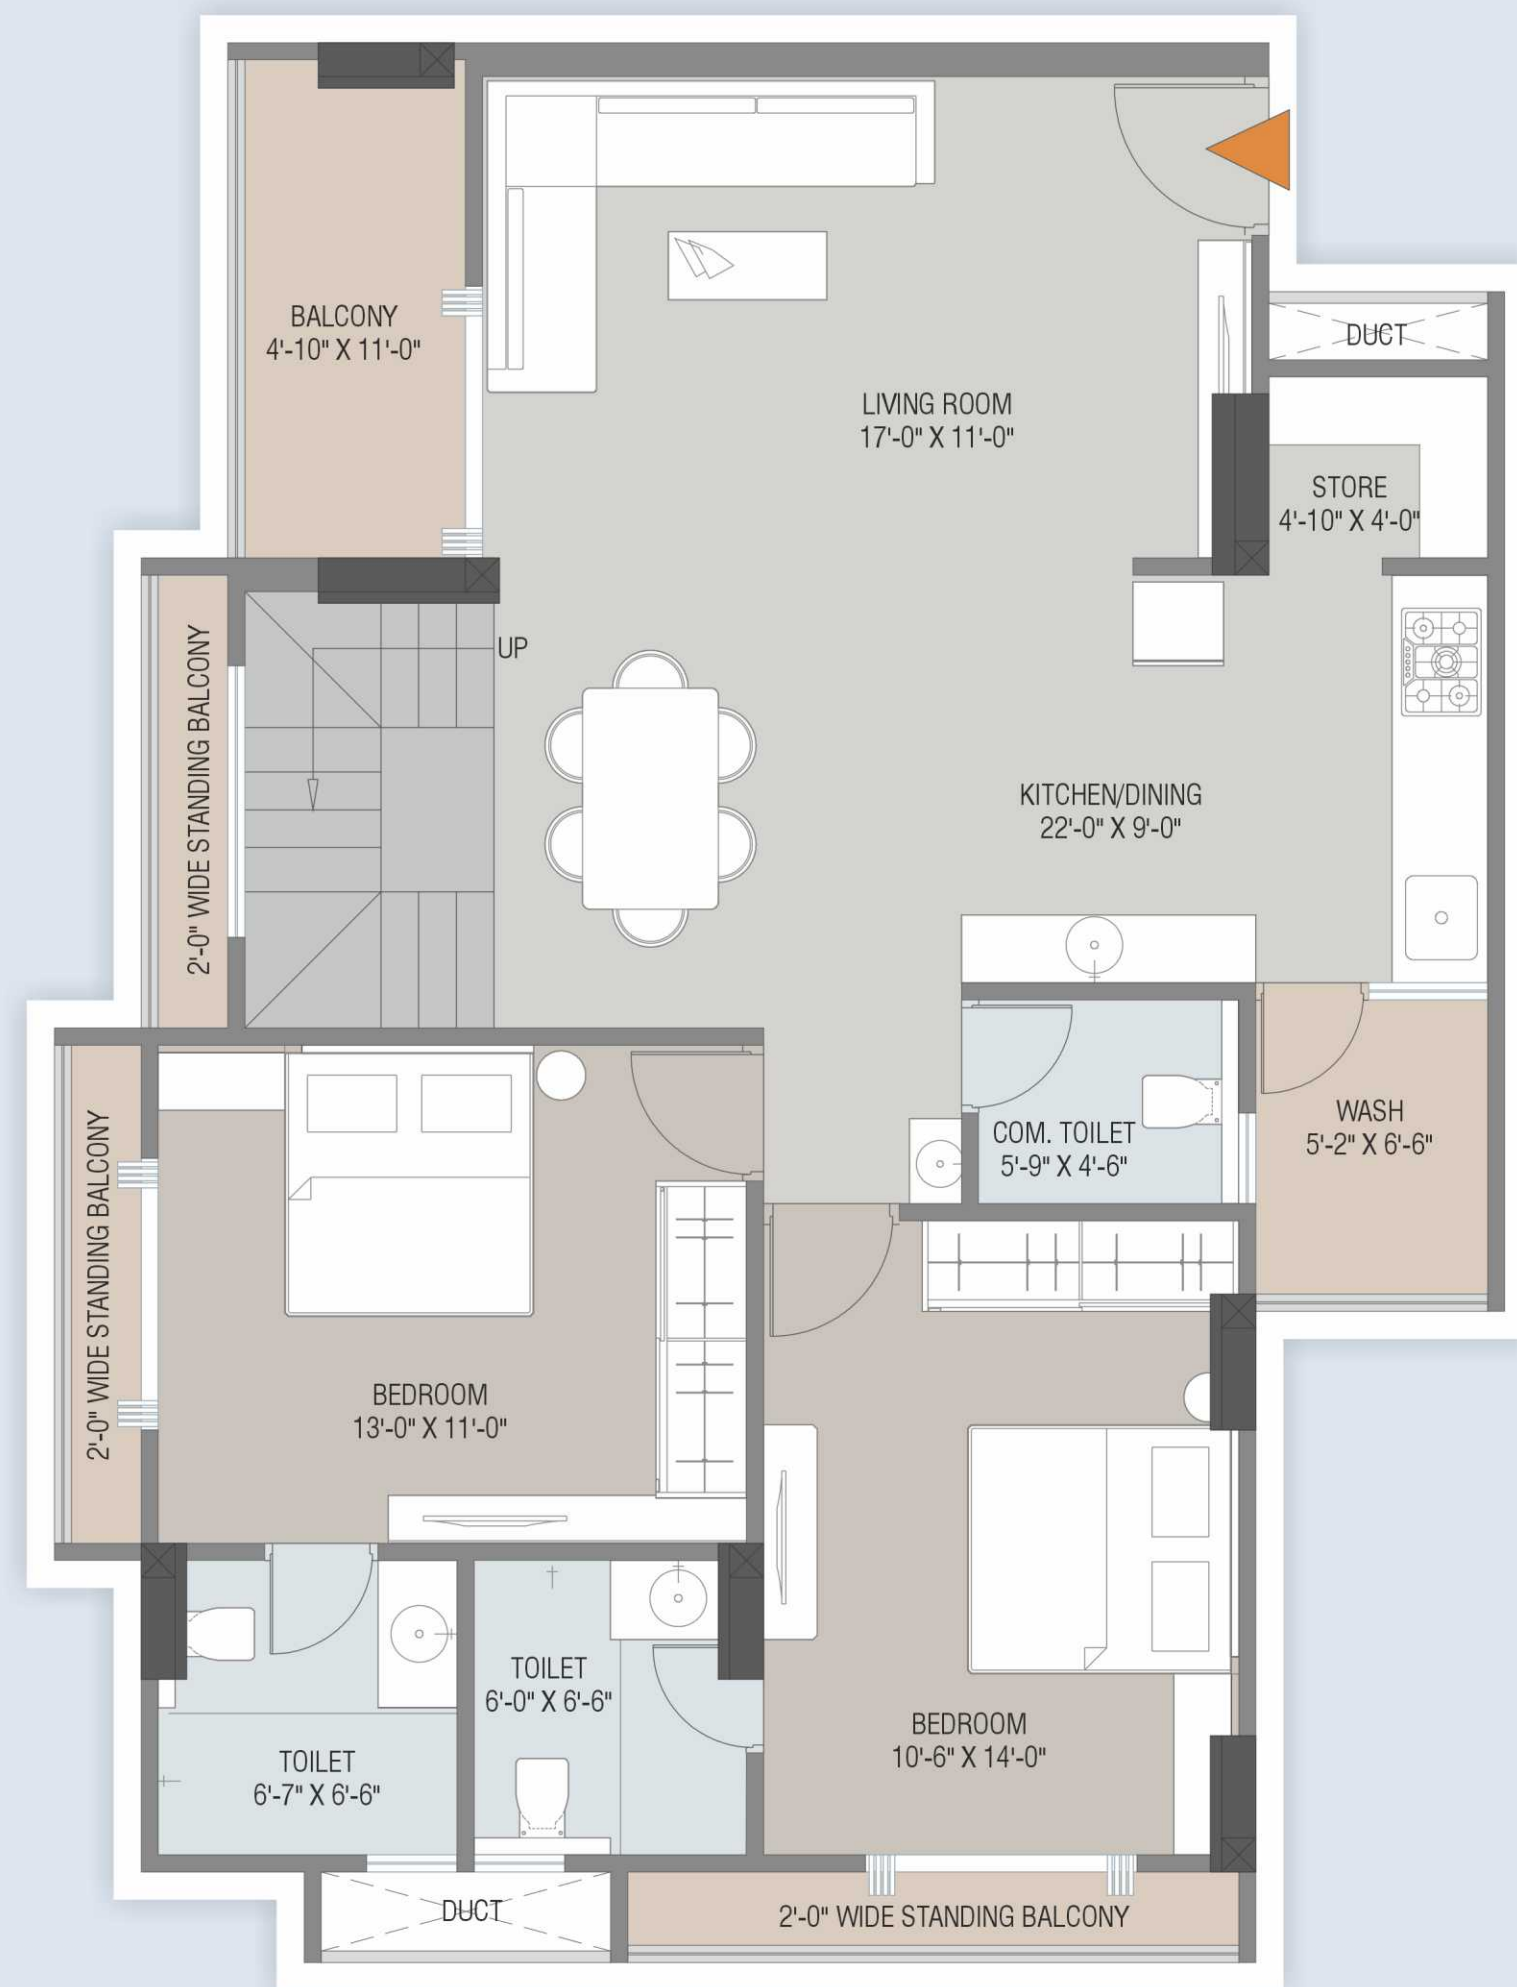 BALCONY
4'-10" X 11'-0"
LIVING ROOM
17'-0" X 11'-0"
DUCT
STORE
4'-10" X 4'-0"
UP
2'-0" WIDE STANDING BALCONY
KITCHEN/DINING
22'-0" X 9'-0"
COM. TOILET
5'-9" X 4'-6"
WASH
5'-2" X 6'-6"
2'-0" WIDE STANDING BALCONY
BEDROOM
13'-0" X 11'-0"
TOILET
6'-0" X 6'-6"
BEDROOM
10'-6" X 14'-0"
TOILET
6'-7" X 6'-6"
DUCT
2'-0" WIDE STANDING BALCONY